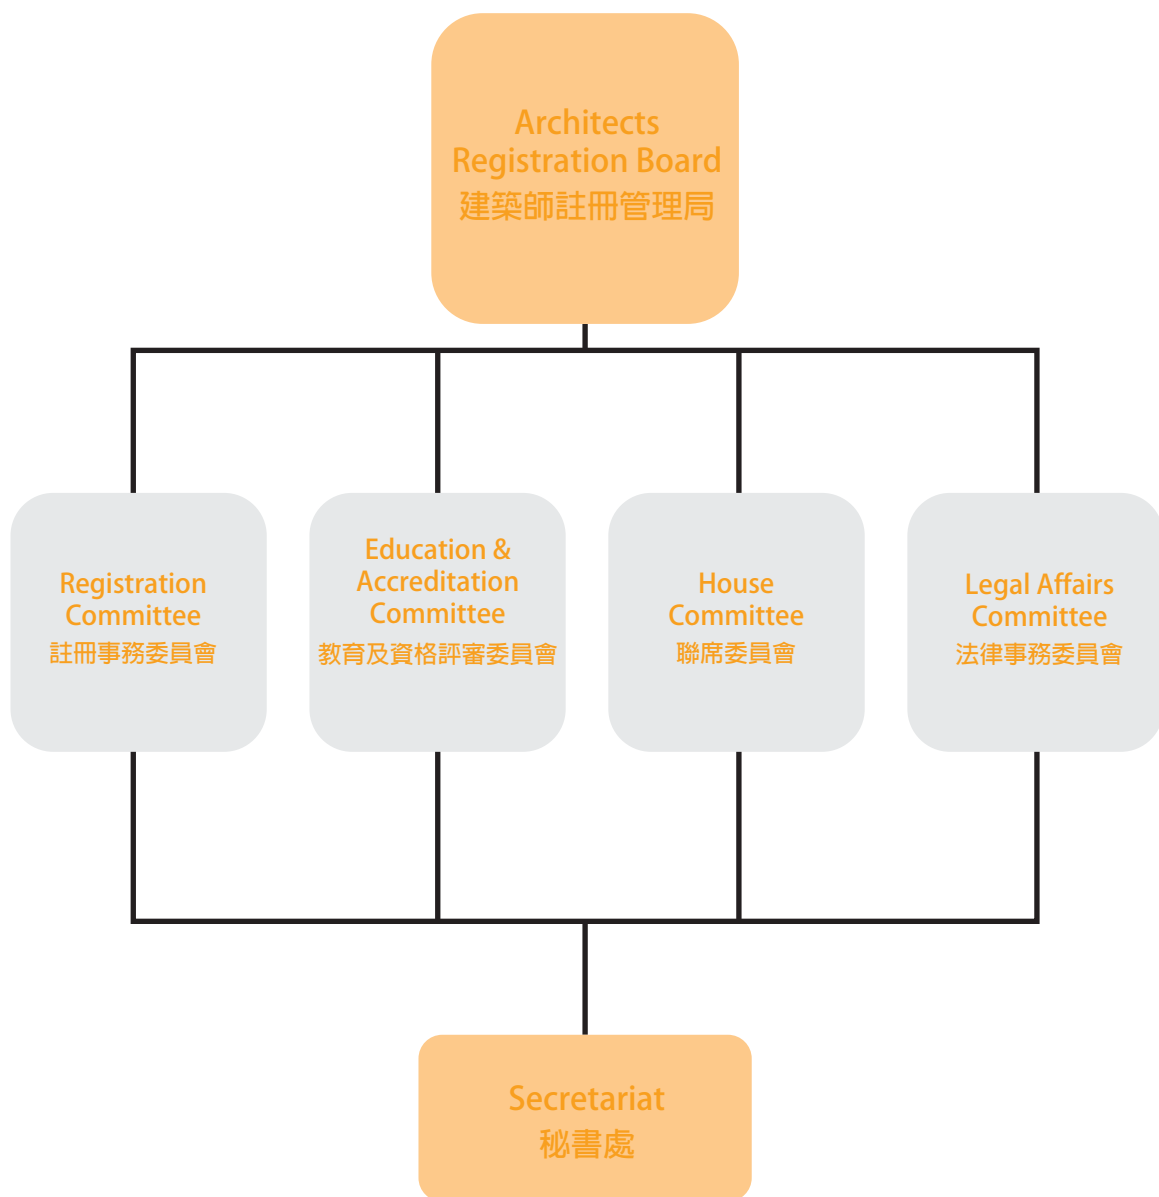 Architects
Registration Board
建築師註冊管理局
Registration
Committee
註冊事務委員會
Education &
Accreditation
Committee
教育及資格評審委員會
House
Committee
聯席委員會
Legal Affairs
Committee
法律事務委員會
Secretariat
秘書處